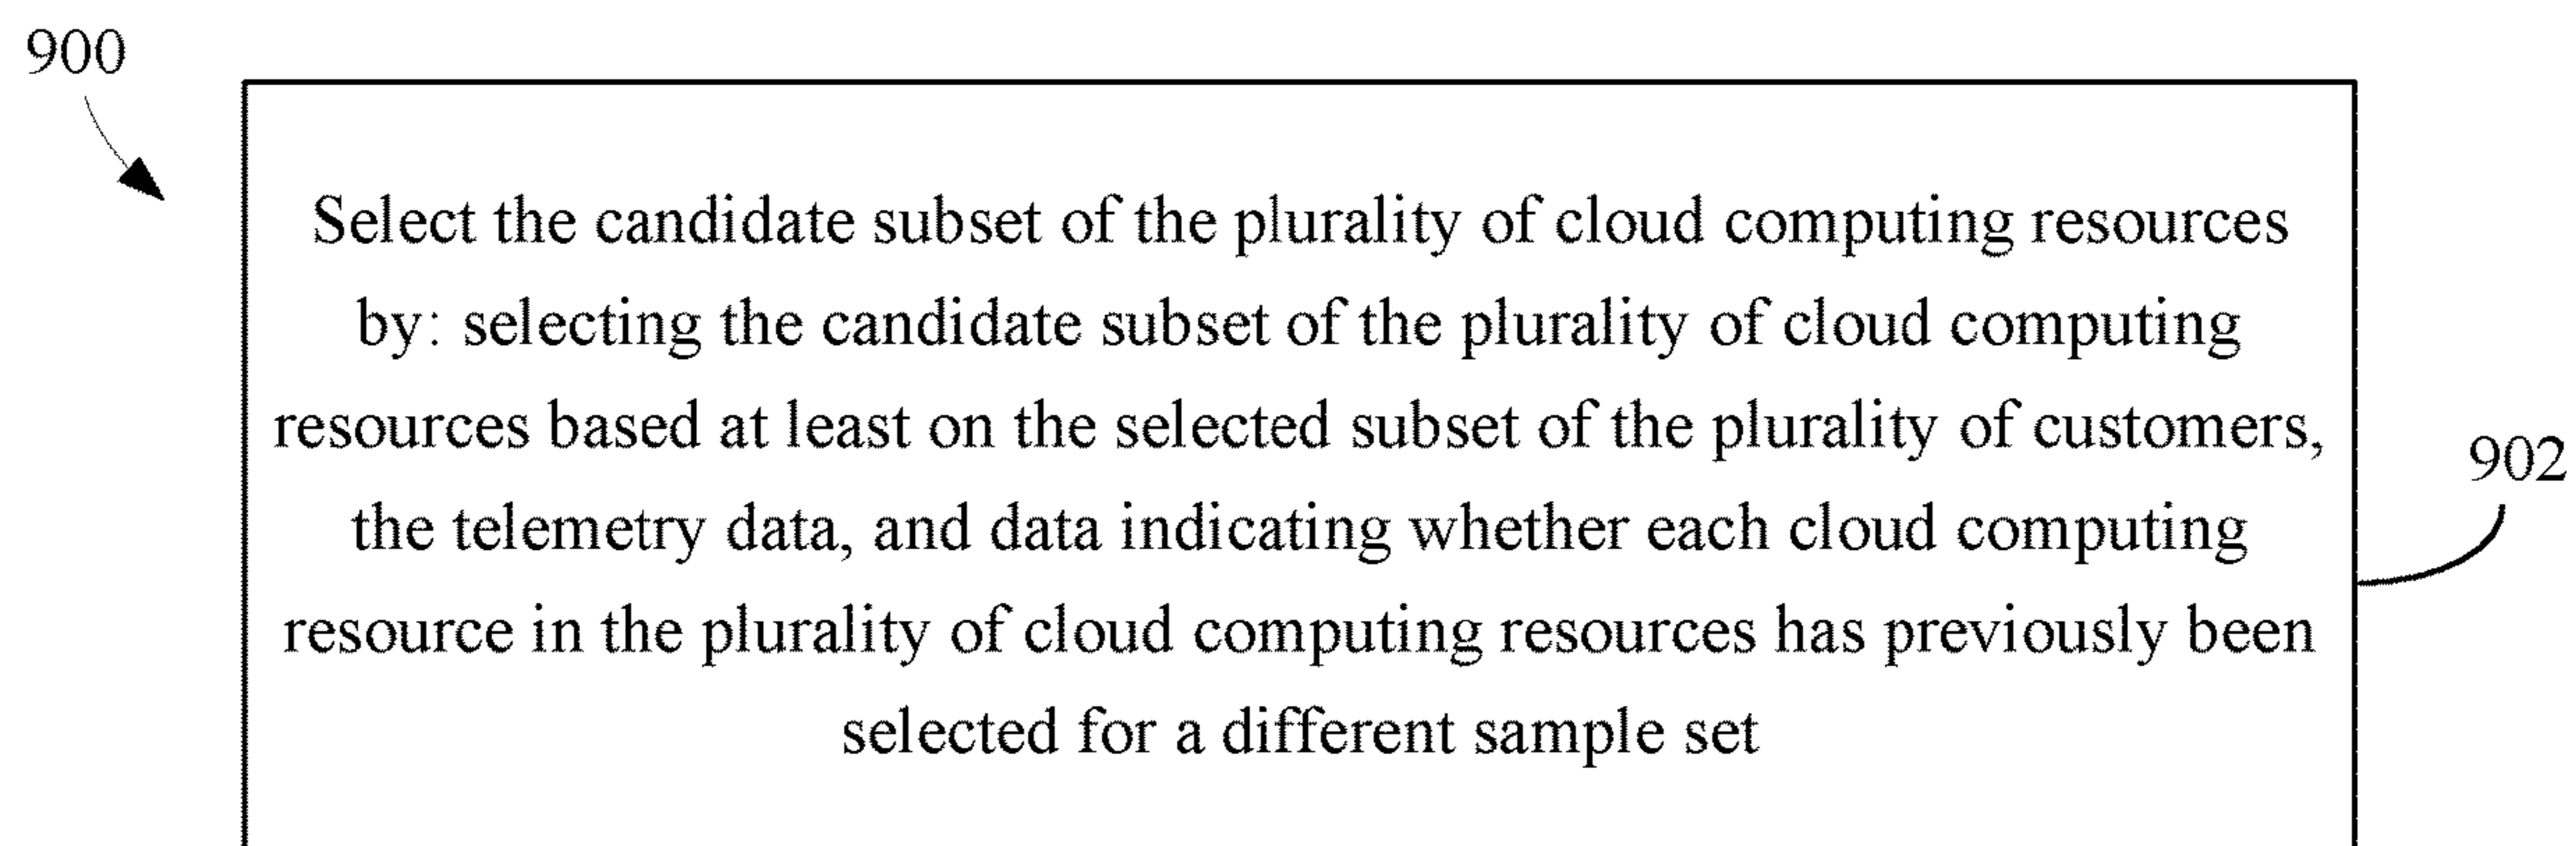 900
Select the candidate subset of the plurality of cloud computing resources
by: selecting the candidate subset of the plurality of cloud computing
resources based at least on the selected subset of the plurality of customers,
the telemetry data, and data indicating whether each cloud computing
resource in the plurality of cloud computing resources has previously been
selected for a different sample set
902